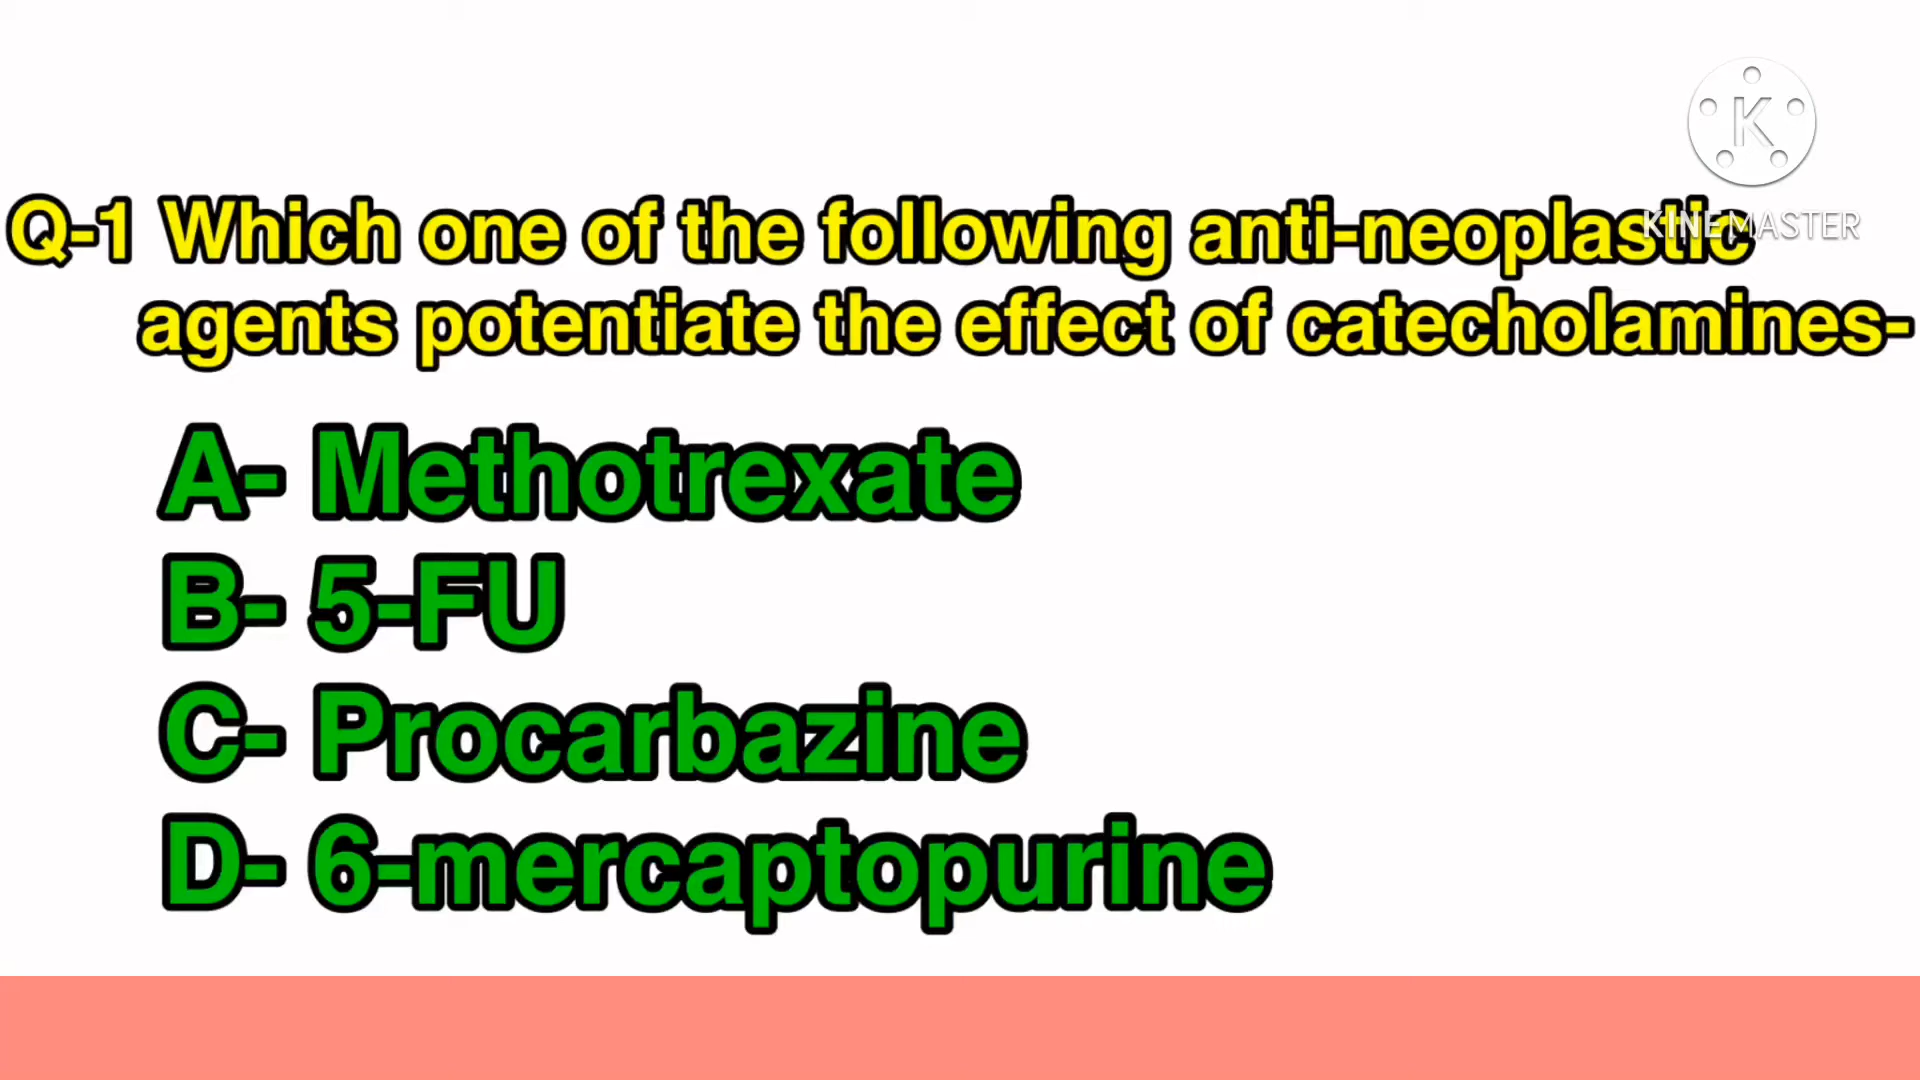 K
KINEMASTER
Q-1 Which one of the following anti-neoplastic
agents potentiate the effect of catecholamines-
A- Methotrexate
B- 5-FU
C- Procarbazine
D- 6-mercaptopurine